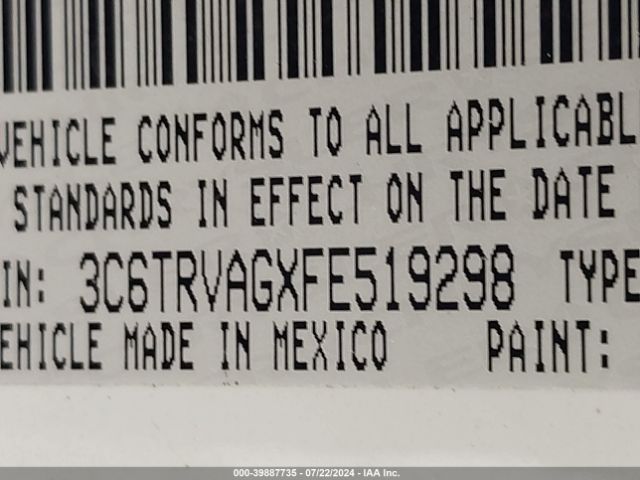 VEHICLE CONFORMS TO ALL APPLICABL
STANDARDS IN EFFECT ON THE DATE
IN: 3C6TRVAGXFE519298 TYPE
EHICLE MADE IN MEXICO PAINT:
000-39887735 - 07/22/2024 - IAA Inc.